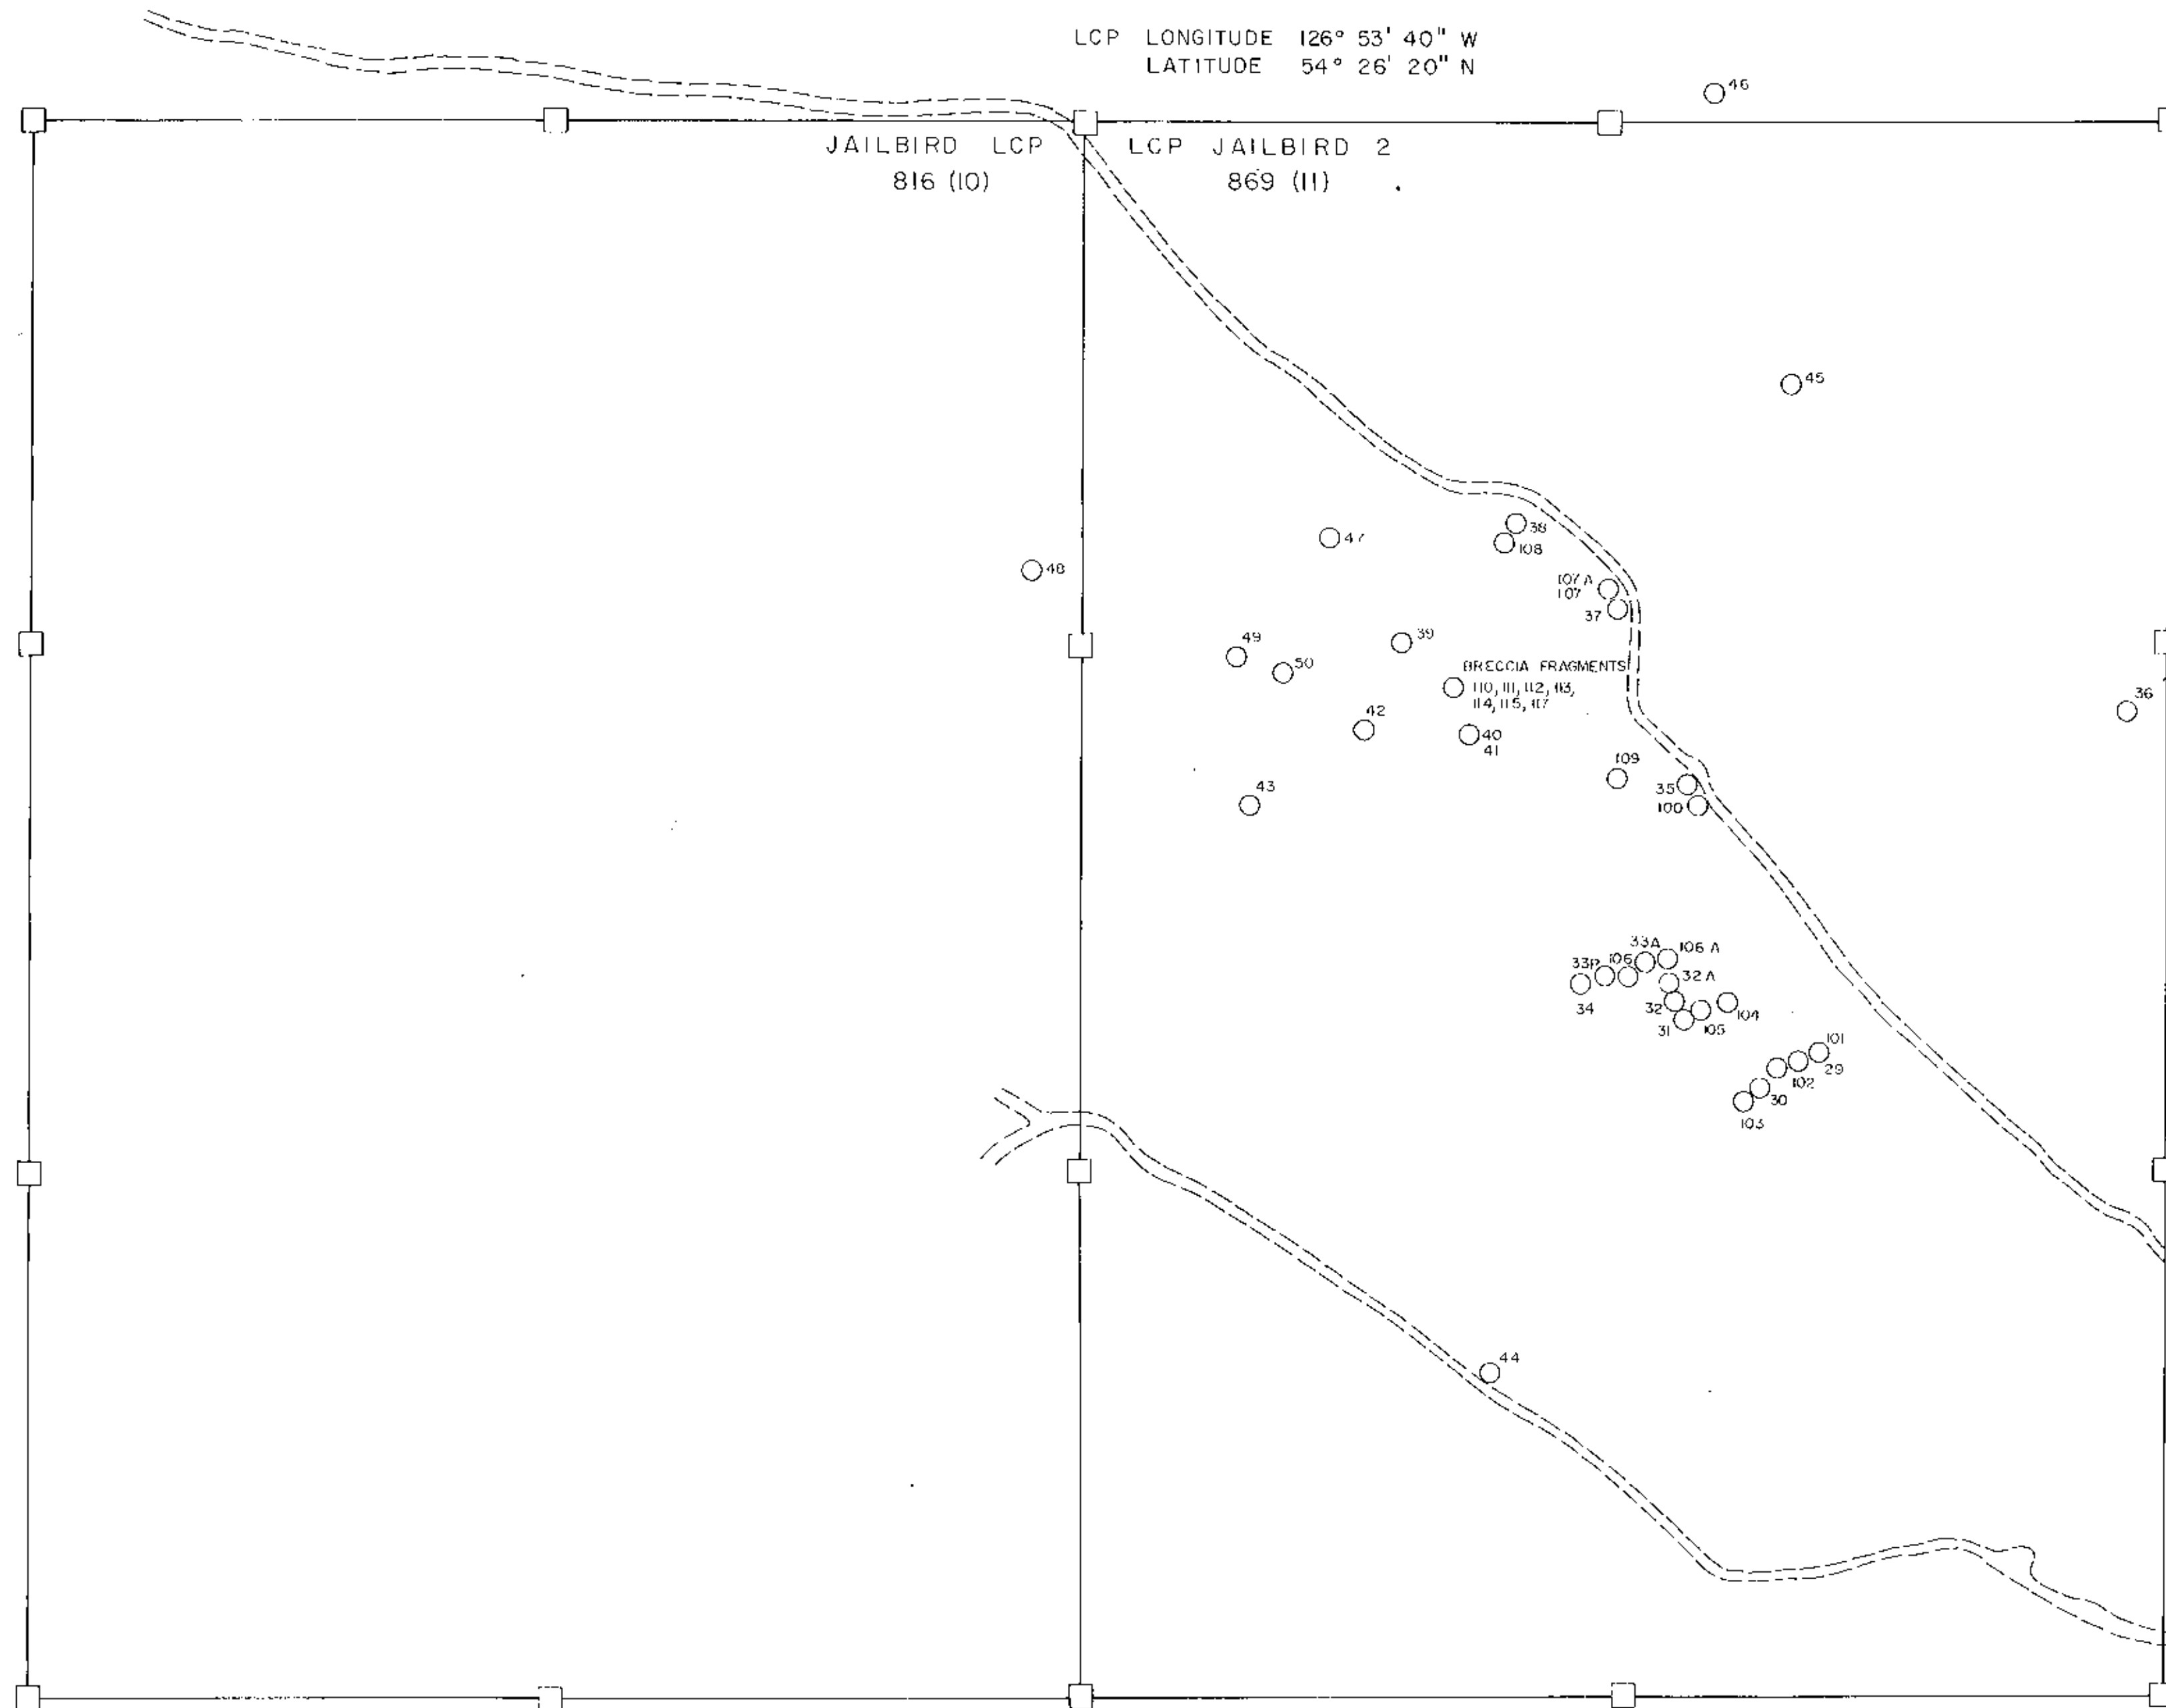 LCP LONGITUDE 126° 53' 40" W
LATITUDE 54° 26' 20" N
46
JAILBIRD LCP
816 (10)
LCP JAILBIRD 2
869 (11)
45
38
108
47
48
107A
107
37
39
49
50
BRECCIA FRAGMENTS
110, 111, 112, 113,
114, 115, 117
36
42
40
41
109
35
100
43
33A
106 A
33B
106
32A
34
32
104
31
105
101
29
102
30
103
44